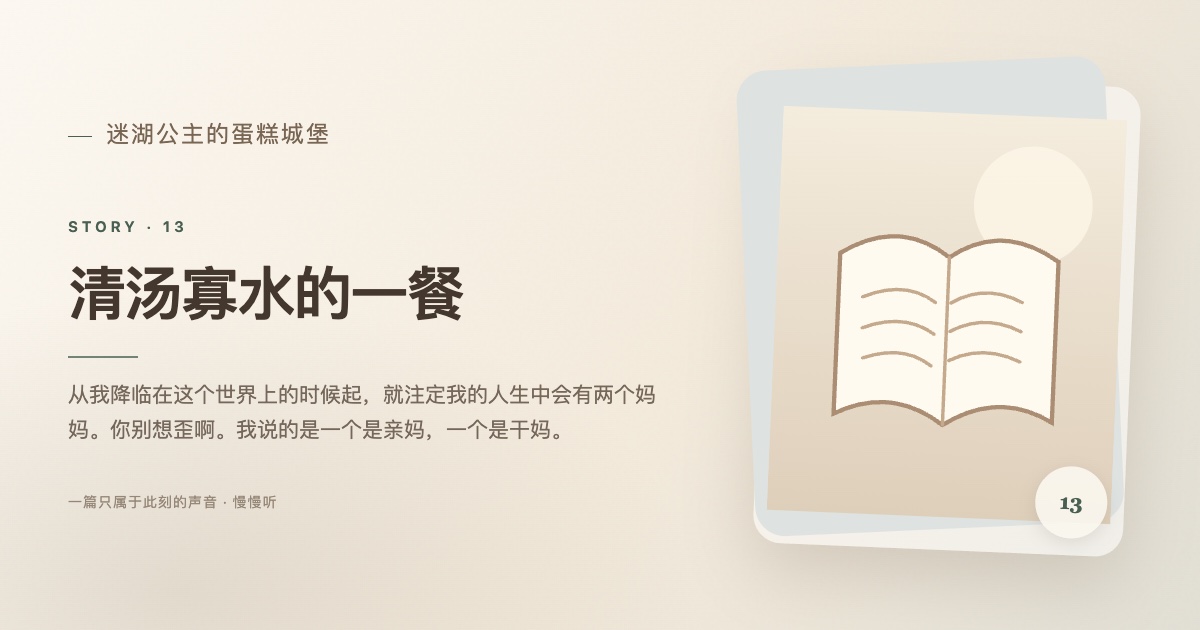 迷湖公主的蛋糕城堡
STORY · 13
清汤寡水的一餐
从我降临在这个世界上的时候起，就注定我的人生中会有两个妈
妈。你别想歪啊。我说的是一个是亲妈，一个是干妈。
一篇只属于此刻的声音 · 慢慢听
13